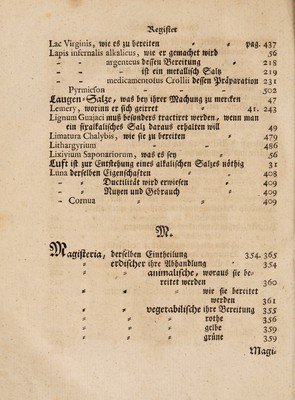 Register
Lac Virginis, wie es zu bereiten pag. 437
Lapis infernalis alkalicus, wie er gemachet wird 56
- - argenteus dessen Bereitung 218
- - - ist ein metallisch Saltz 219
- - medicamentosus Crollii dessen Präparation 231
Pyrmieson 502
Laugen-Saltze, was bey ihrer Machung zu mercken 47
Lemery, worinn er sich geirret 41. 243
Lignum Guajaci muß besonders tractiret werden, wenn man
ein fixalkalisches Saltz daraus erhalten will 49
Limatura Chalybis, wie sie zu bereiten 479
Lithargyrium 486
Lixivium Saponariorum, was es sey 56
Luft ist zur Entstehung eines alkalischen Saltzes nöthig 31
Luna derselben Eigenschaften 408
- - Ductilität wird erwiesen 409
- - Nutzen und Gebrauch 409
- Cornua 409
M.
Magisteria, derselben Eintheilung 354. 365
erdischer ihre Abhandlung 354
animalische, woraus sie be-
reitet werden 360
wie sie bereitet
werden 361
vegetabilische ihre Bereitung 355
rothe 356
gelbe 359
grüne 359
Magi-